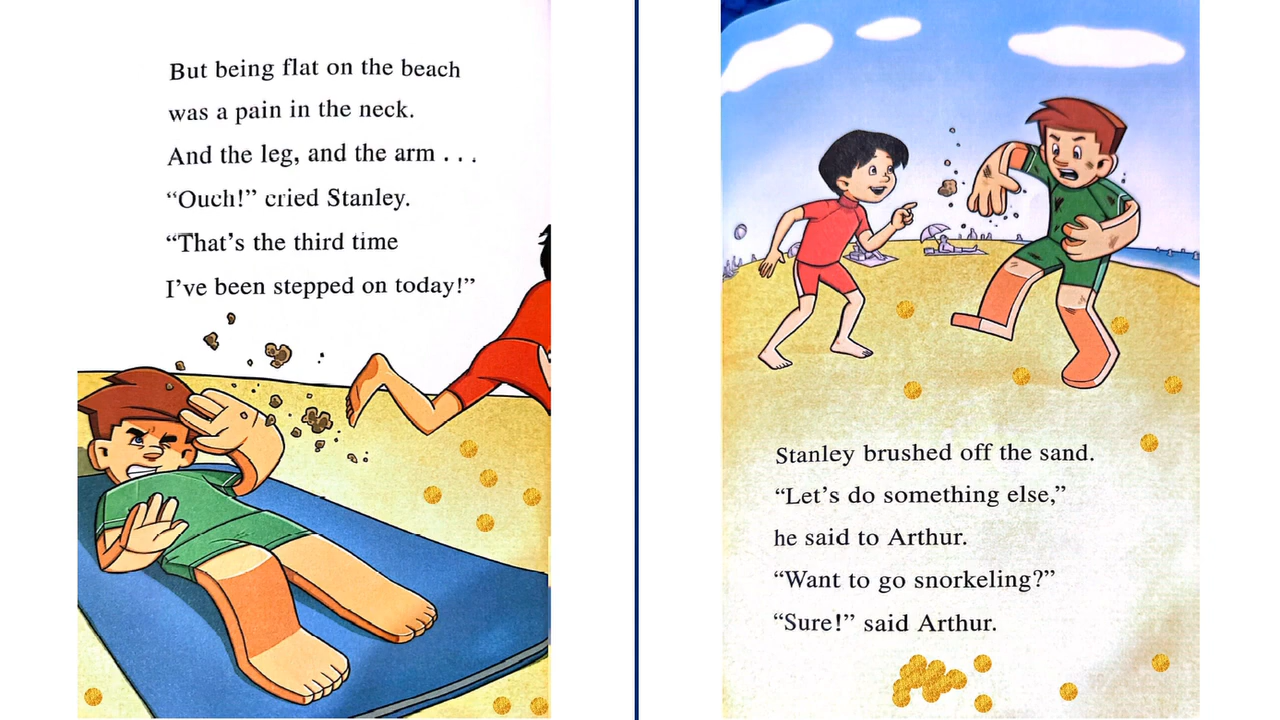 But being flat on the beach
was a pain in the neck.
And the leg, and the arm . . .
“Ouch!” cried Stanley.
“That’s the third time
I’ve been stepped on today!”
Stanley brushed off the sand.
“Let’s do something else,”
he said to Arthur.
“Want to go snorkeling?”
“Sure!” said Arthur.